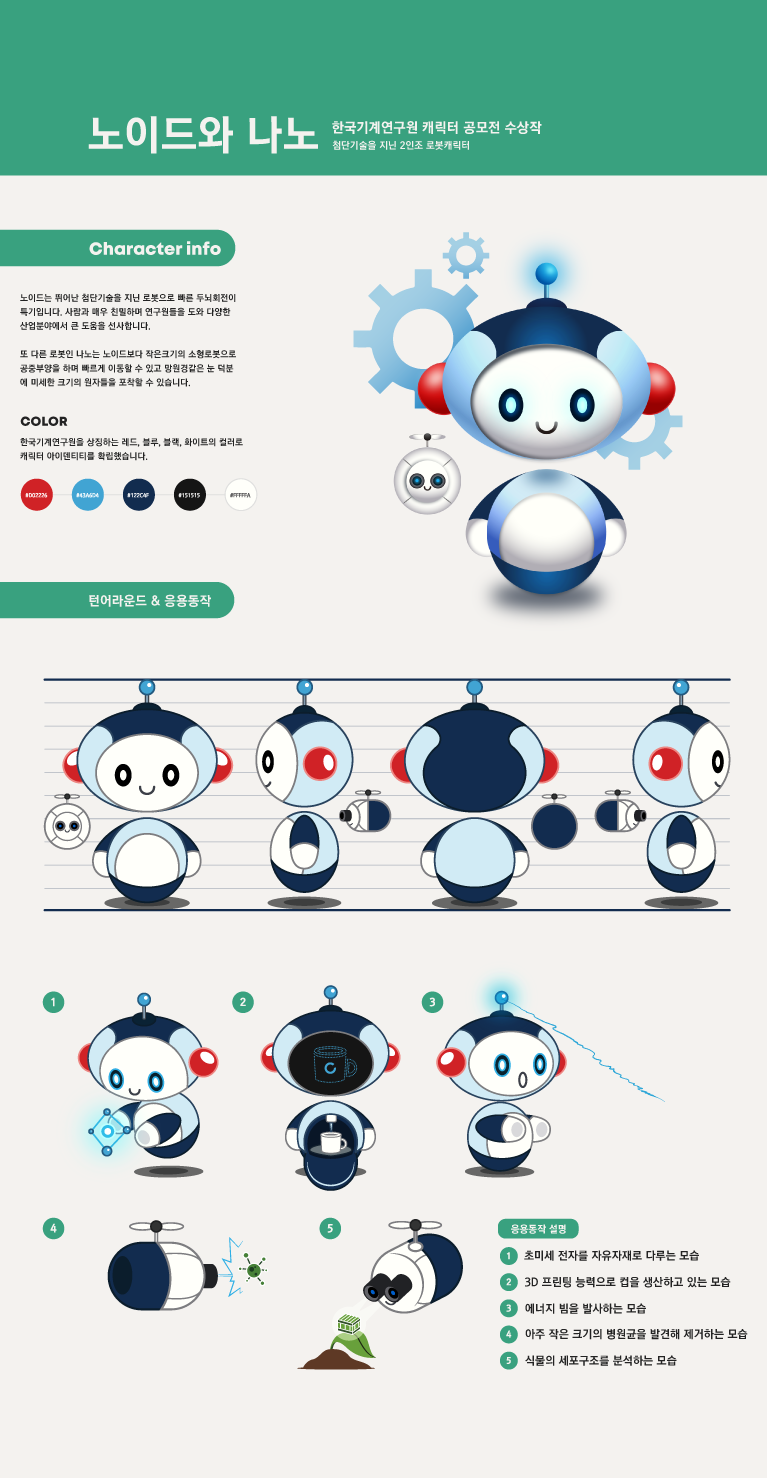 노이드와 나노
한국기계연구원 캐릭터 공모전 수상작
첨단기술을 지닌 2인조 로봇캐릭터
Character info
노이드는 뛰어난 첨단기술을 지닌 로봇으로 빠른 두뇌회전이
특기입니다. 사람과 매우 친밀하며 연구원들을 도와 다양한
산업분야에서 큰 도움을 선사합니다.
또 다른 로봇인 나노는 노이드보다 작은크기의 소형로봇으로
공중부양을 하며 빠르게 이동할 수 있고 망원경같은 눈 덕분
에 미세한 크기의 원자들을 포착할 수 있습니다.
COLOR
한국기계연구원을 상징하는 레드, 블루, 블랙, 화이트의 컬러로
캐릭터 아이덴티티를 확립했습니다.
#D02226
#43A6D4
#122C4F
#151515
#FFFFFA
턴어라운드 & 응용동작
1
2
3
4
5
응용동작 설명
1 초미세 전자를 자유자재로 다루는 모습
2 3D 프린팅 능력으로 컵을 생산하고 있는 모습
3 에너지 빔을 발사하는 모습
4 아주 작은 크기의 병원균을 발견해 제거하는 모습
5 식물의 세포구조를 분석하는 모습